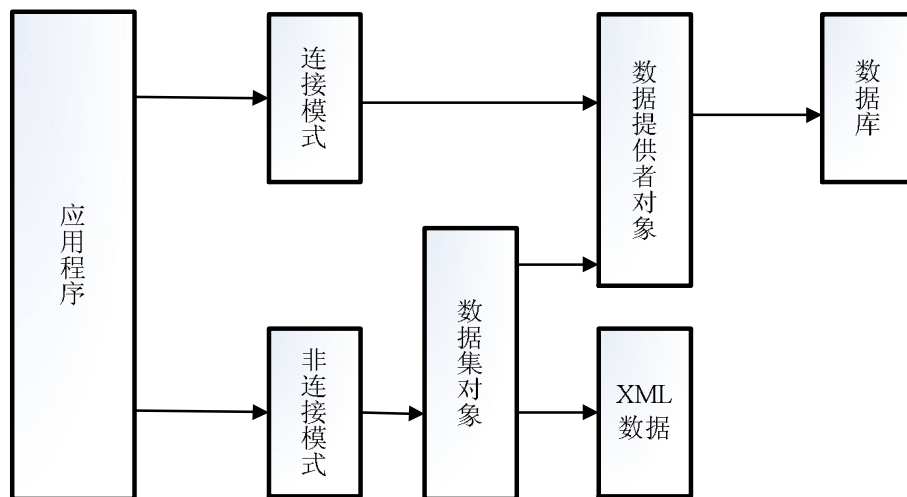 应用程序
连接模式
数据提供者对象
数据库
数据集对象
非连接模式
XML
数据